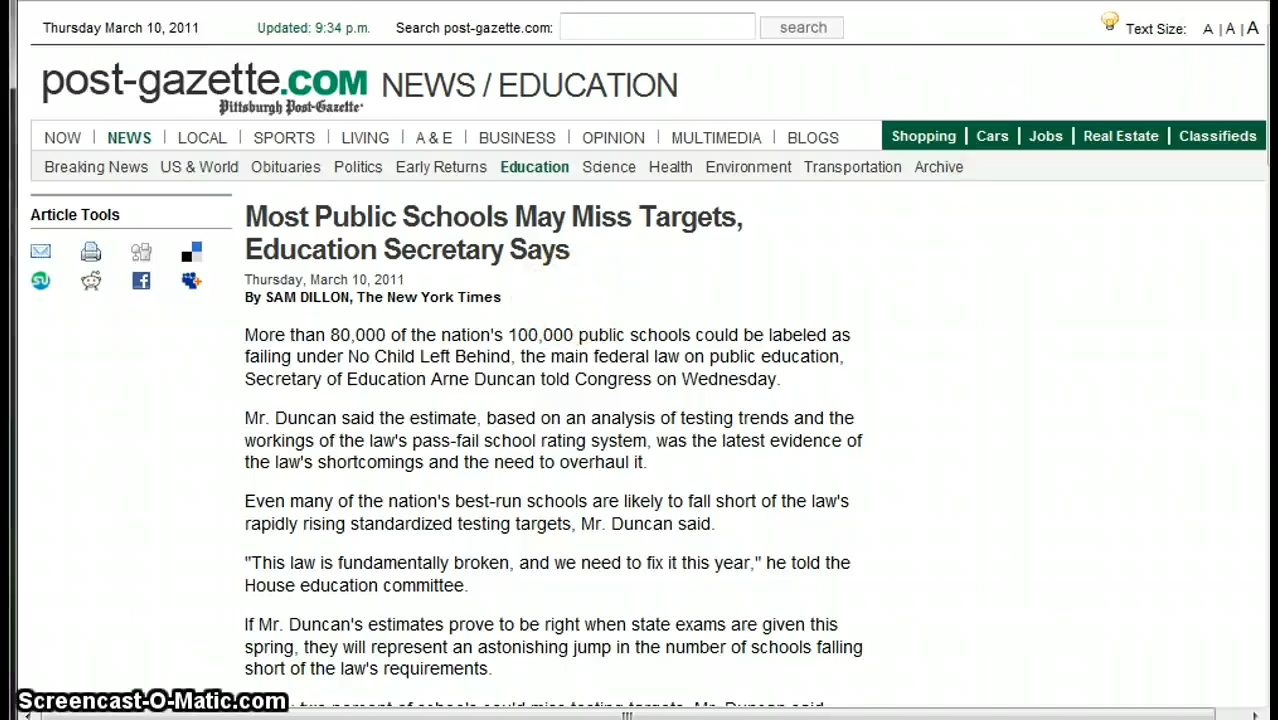 Thursday March 10, 2011 Updated: 9:34 p.m. Search post-gazette.com: search Text Size: A | A | A
post-gazette.COM NEWS / EDUCATION
Pittsburgh Post-Gazette
NOW | NEWS | LOCAL | SPORTS | LIVING | A & E | BUSINESS | OPINION | MULTIMEDIA | BLOGS Shopping | Cars | Jobs | Real Estate | Classifieds
Breaking News US & World Obituaries Politics Early Returns Education Science Health Environment Transportation Archive
Article Tools
Most Public Schools May Miss Targets,
Education Secretary Says
Thursday, March 10, 2011
By SAM DILLON, The New York Times
More than 80,000 of the nation's 100,000 public schools could be labeled as
failing under No Child Left Behind, the main federal law on public education,
Secretary of Education Arne Duncan told Congress on Wednesday.
Mr. Duncan said the estimate, based on an analysis of testing trends and the
workings of the law's pass-fail school rating system, was the latest evidence of
the law's shortcomings and the need to overhaul it.
Even many of the nation's best-run schools are likely to fall short of the law's
rapidly rising standardized testing targets, Mr. Duncan said.
"This law is fundamentally broken, and we need to fix it this year," he told the
House education committee.
If Mr. Duncan's estimates prove to be right when state exams are given this
spring, they will represent an astonishing jump in the number of schools falling
short of the law's requirements.
two percent of schools could miss testing targets, Mr. Duncan said
Screencast-O-Matic.com